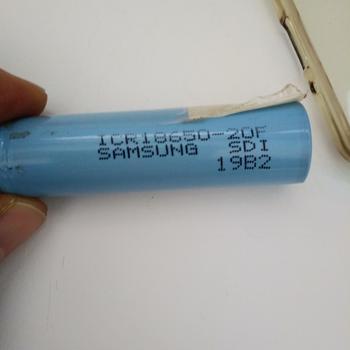 ICR18650-20F
SAMSUNG SDI
19B2